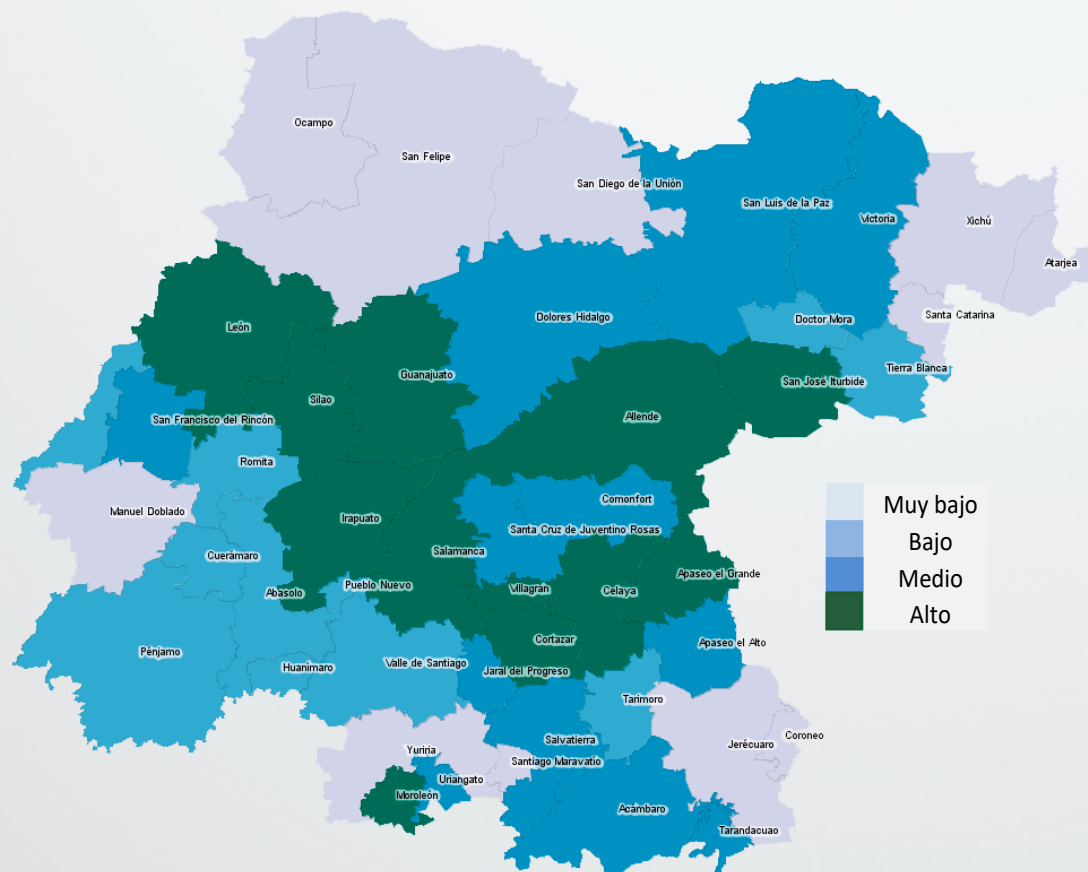 Ocampo
San Felipe
San Diego de la Unión
San Luis de la Paz
Victoria
Xichú
Atarjea
Santa Catarina
Dolores Hidalgo
Doctor Mora
León
Tierra Blanca
Guanajuato
San José Iturbide
Silao
Allende
San Francisco del Rincón
Romita
Comonfort
Manuel Doblado
Irapuato
Santa Cruz de Juventino Rosas
Salamanca
Cuerámaro
Apaseo el Grande
Pueblo Nuevo
Villagrán
Celaya
Abasolo
Cortazar
Apaseo el Alto
Pénjamo
Valle de Santiago
Huanímaro
Jaral del Progreso
Tarimoro
Coroneo
Salvatierra
Jerécuaro
Yuriria
Santiago Maravatio
Uriangato
Moroleón
Acámbaro
Tarandacuao
Muy bajo
Bajo
Medio
Alto